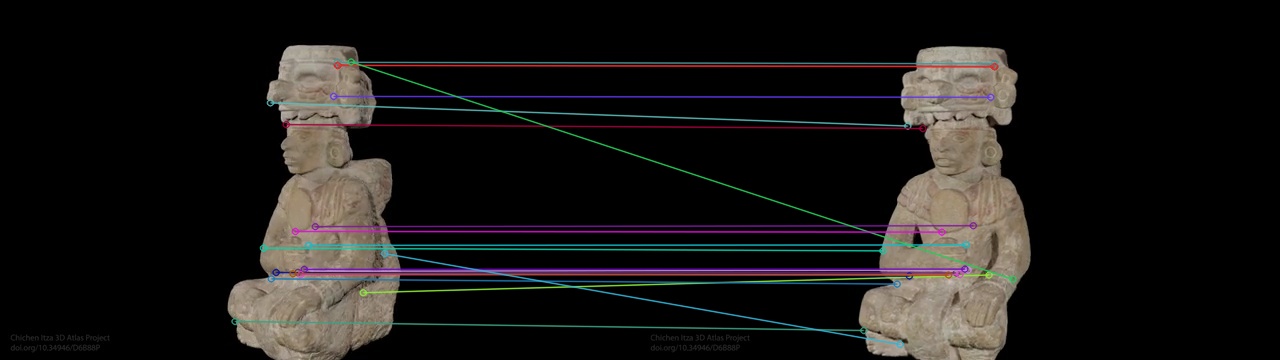 Chichen Itza 3D Atlas Project
doi.org/10.34946/D6B88P
Chichen Itza 3D Atlas Project
doi.org/10.34946/D6B88P